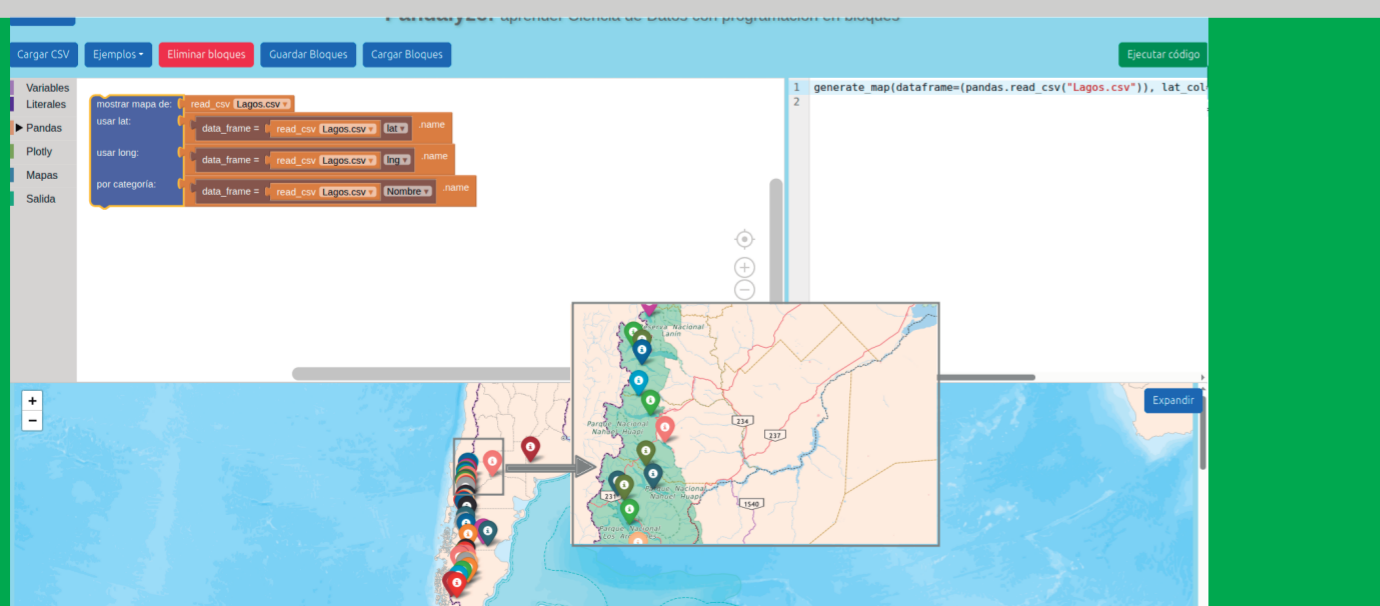 Pandalyze: aprender Ciencia de Datos con programación en bloques
Cargar CSV
Ejemplos
Eliminar bloques
Guardar Bloques
Cargar Bloques
Ejecutar código
Variables
Literales
Pandas
Plotly
Mapas
Salida
mostrar mapa de: read_csv Lagos.csv
usar lat: data_frame = read_csv Lagos.csv lat .name
usar long: data_frame = read_csv Lagos.csv lng .name
por categoría: data_frame = read_csv Lagos.csv Nombre .name
1 generate_map(dataframe=(pandas.read_csv("Lagos.csv")), lat_col
2
+
−
Expandir
Reserva Nacional
Lanín
Parque Nacional
Nahuel Huapi
234
237
231
Parque Nacional
Nahuel Huapi
1540
Parque Nacional
Los Arrayanes